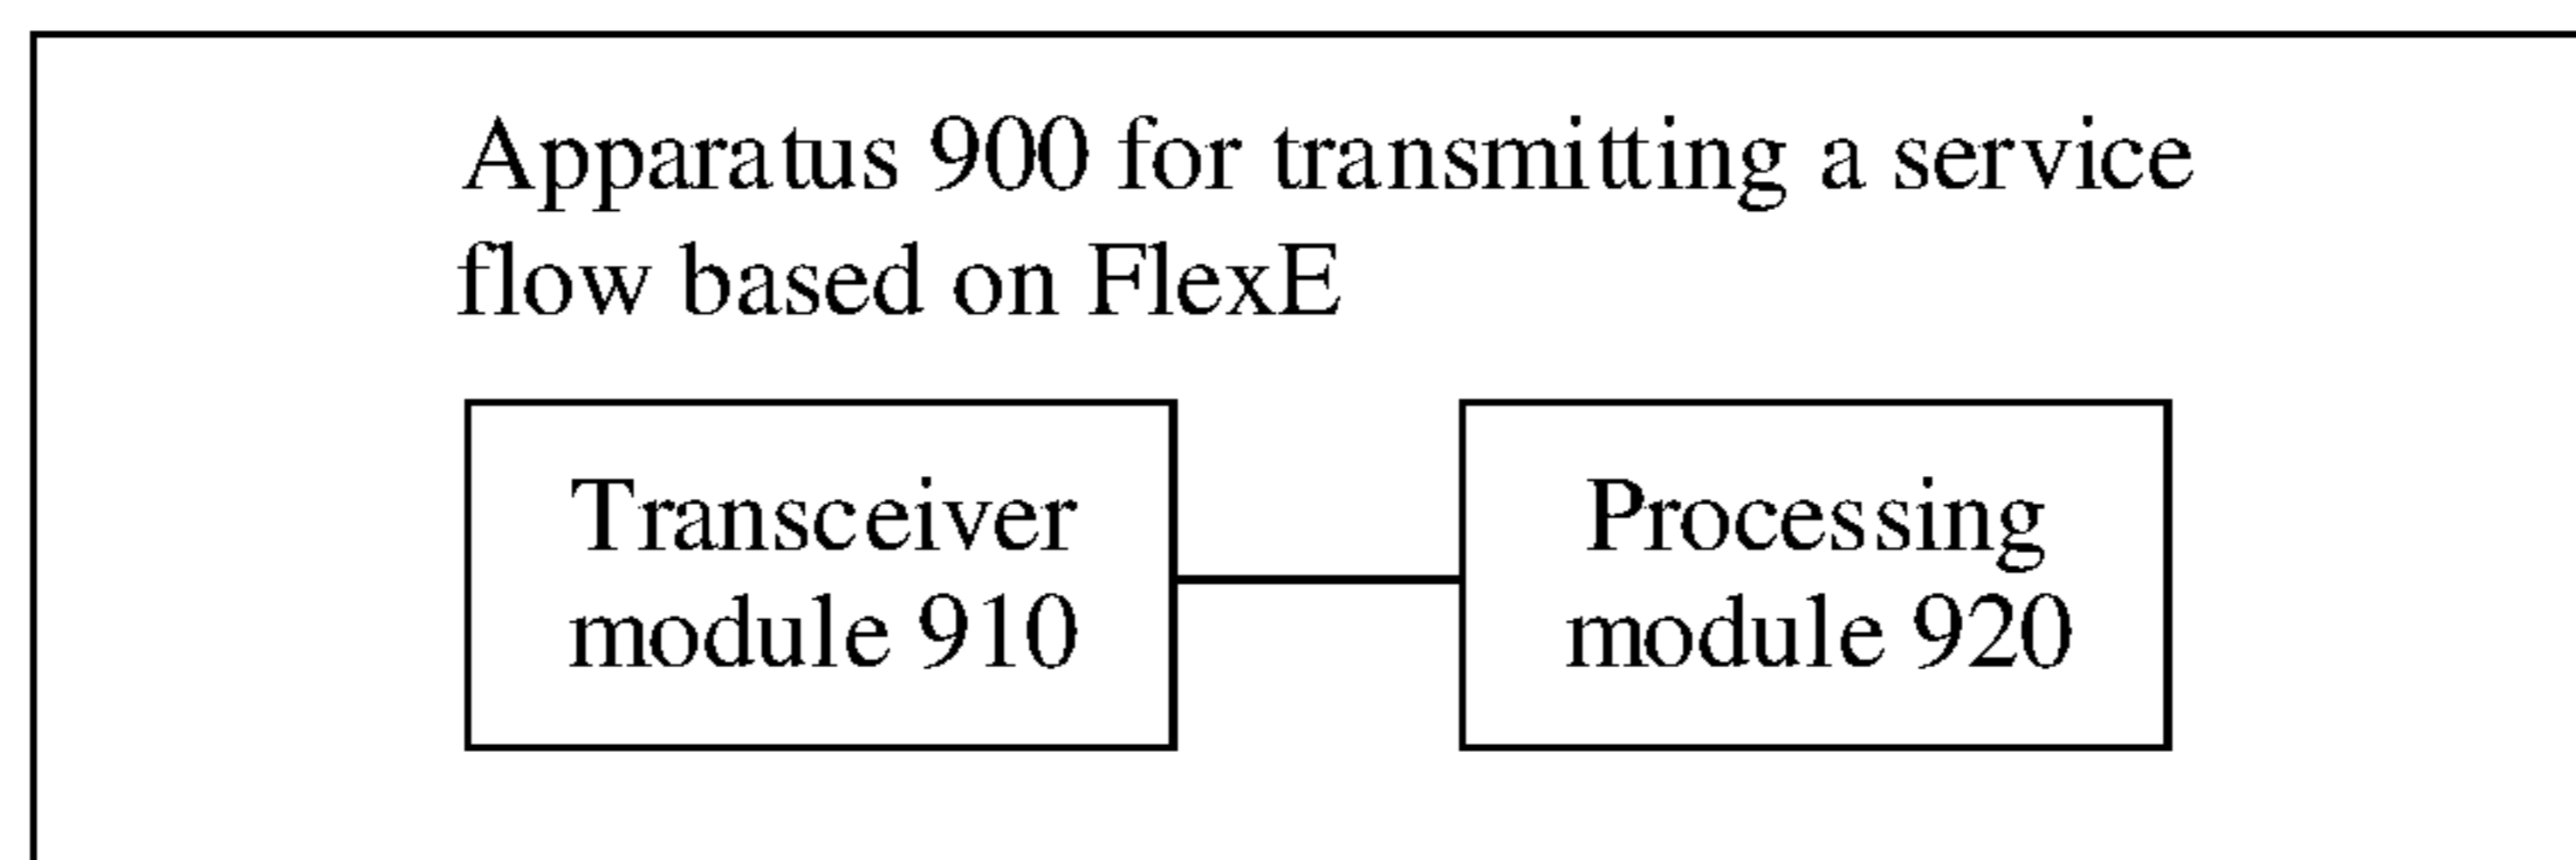 Apparatus 900 for transmitting a service
flow based on FlexE
Transceiver
module 910
Processing
module 920